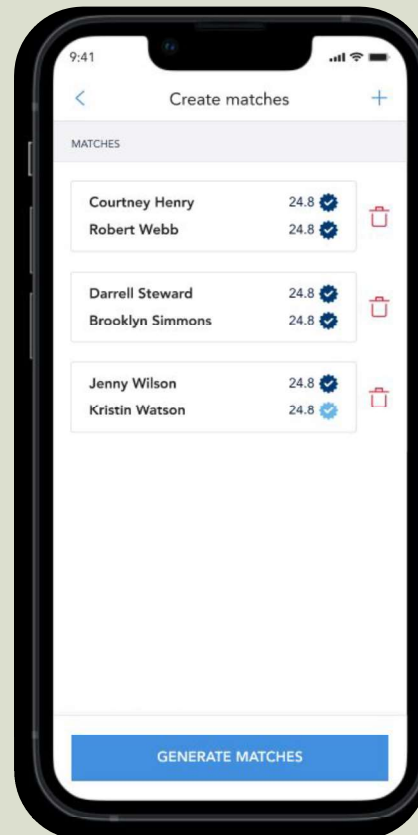 9:41
Create matches
MATCHES
Courtney Henry 24.8
Robert Webb 24.8
Darrell Steward 24.8
Brooklyn Simmons 24.8
Jenny Wilson 24.8
Kristin Watson 24.8
GENERATE MATCHES